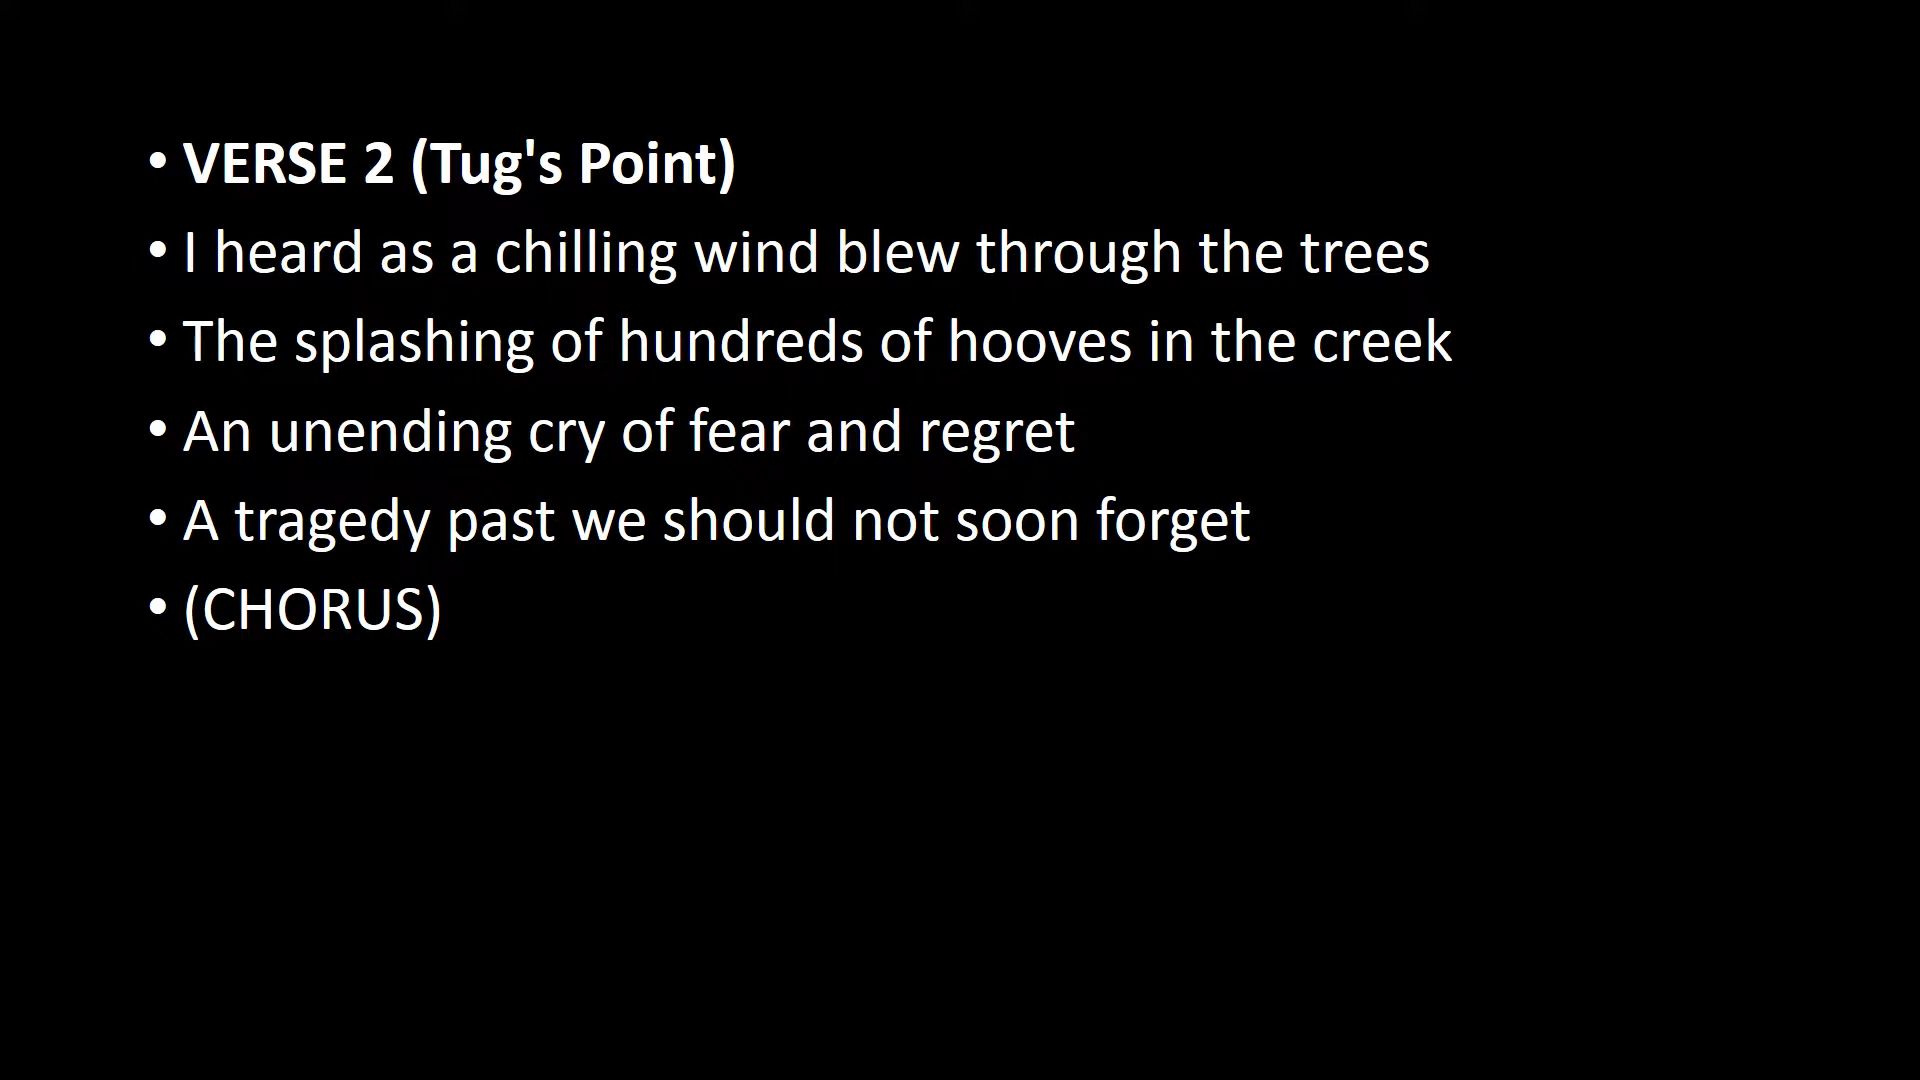 • VERSE 2 (Tug's Point)
• I heard as a chilling wind blew through the trees
• The splashing of hundreds of hooves in the creek
• An unending cry of fear and regret
• A tragedy past we should not soon forget
• (CHORUS)